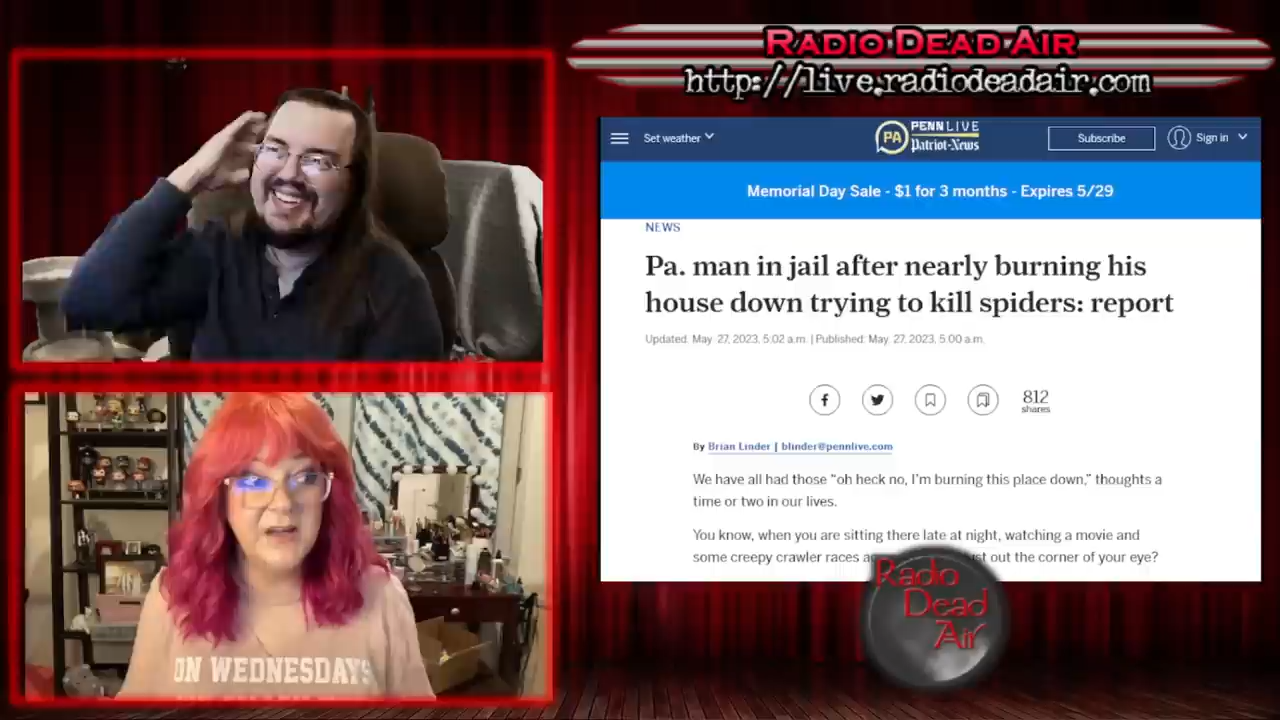 RADIO DEAD AIR
http://live.radiodeadair.com
Set weather
PA
PENNLIVE
Patriot-News
Subscribe
Sign in
Memorial Day Sale - $1 for 3 months - Expires 5/29
NEWS
Pa. man in jail after nearly burning his
house down trying to kill spiders: report
Updated: May. 27, 2023, 5:02 a.m. | Published: May. 27, 2023, 5:00 a.m.
812
shares
By Brian Linder | blinder@pennlive.com
We have all had those “oh heck no, I’m burning this place down,” thoughts a
time or two in our lives.
You know, when you are sitting there late at night, watching a movie and
some creepy crawler races out the corner of your eye?
Radio
Dead
Air
ON WEDNESDAYS